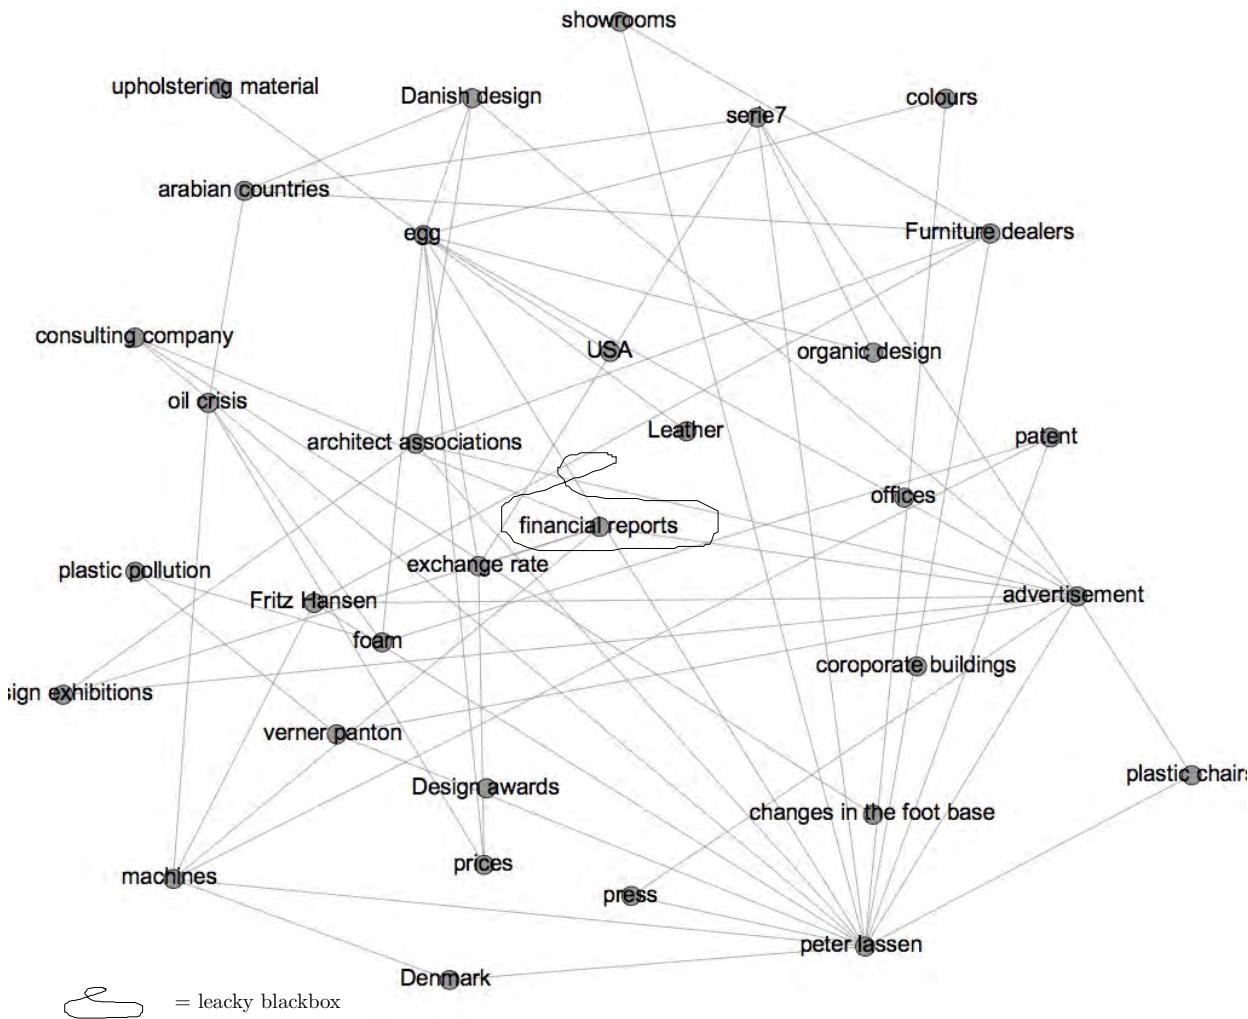 showrooms
upholstering material
Danish design
colours
serie7
arabian countries
egg
Furniture dealers
consulting company
USA
organic design
oil crisis
Leather
architect associations
patent
offices
financial reports
exchange rate
plastic pollution
Fritz Hansen
advertisement
foam
coroporate buildings
sign exhibitions
verner panton
plastic chairs
Design awards
changes in the foot base
prices
machines
press
peter lassen
Denmark
= leacky blackbox